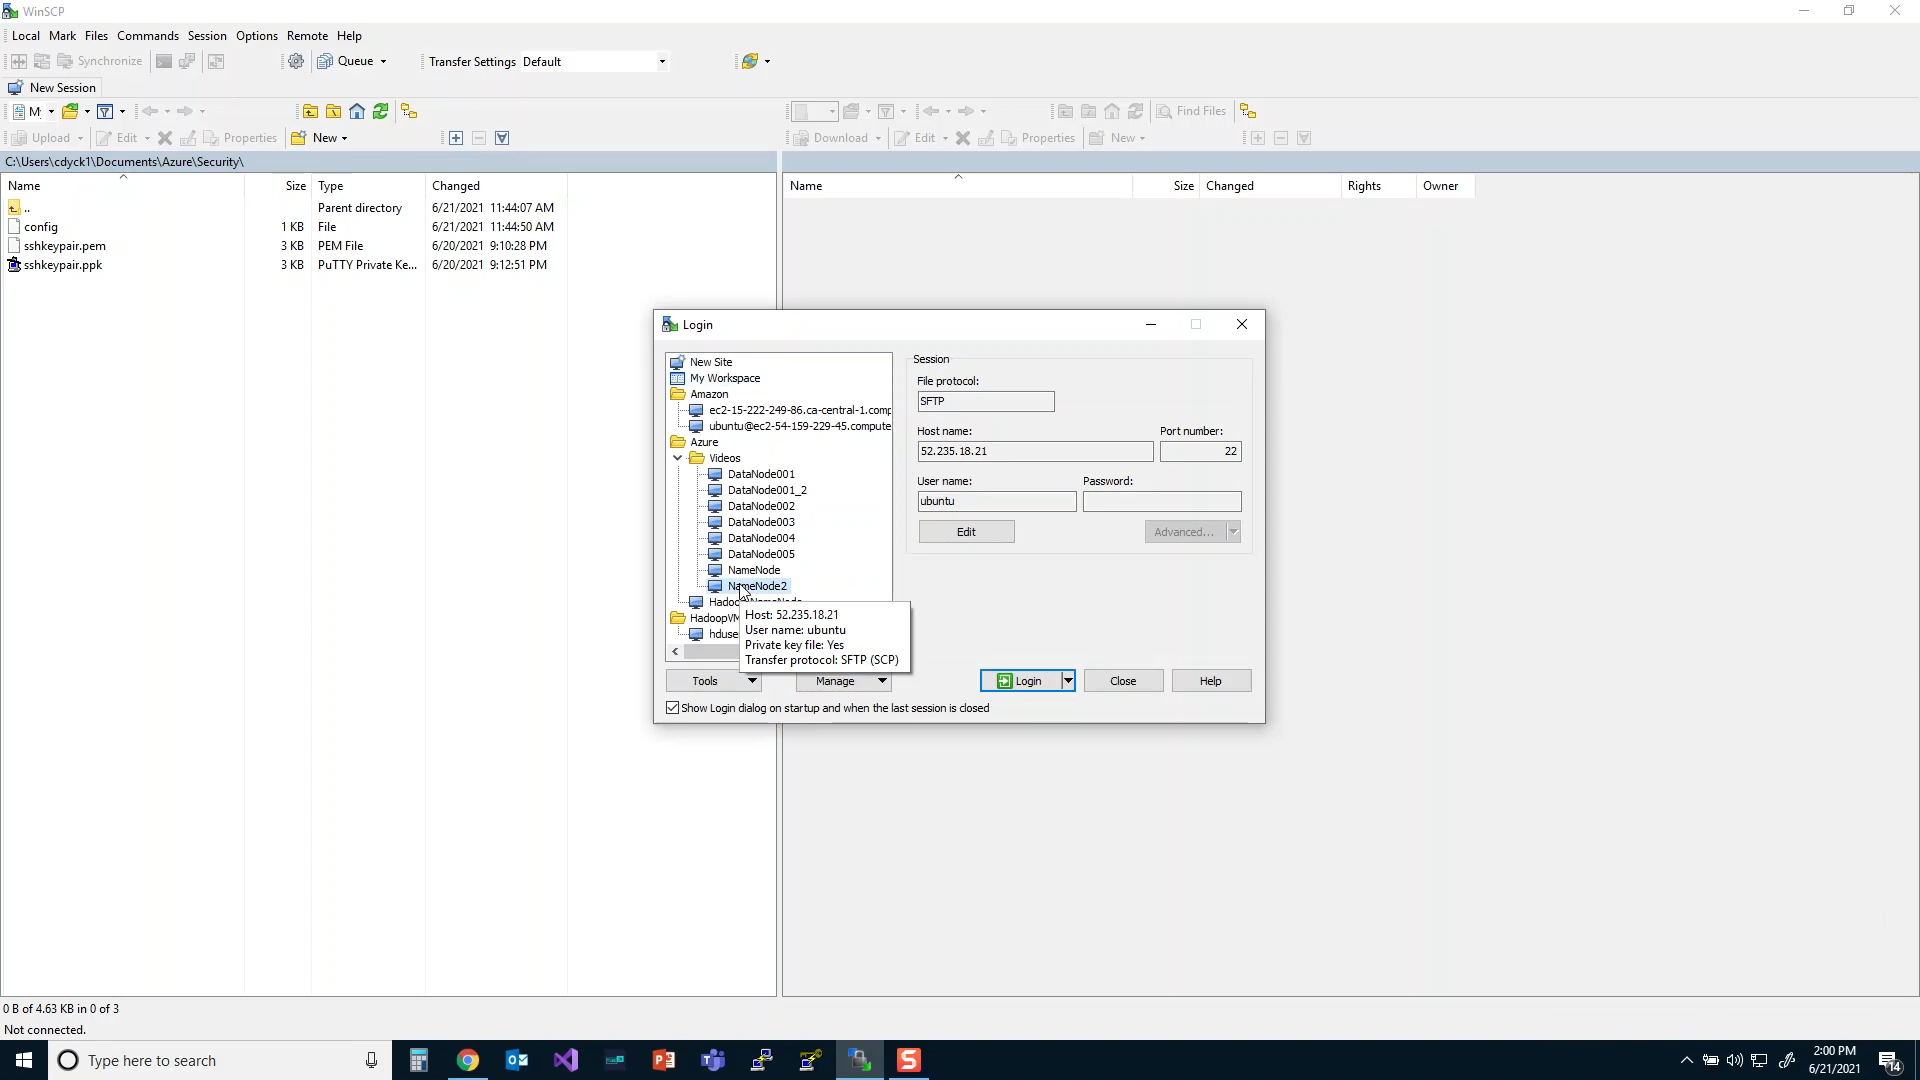 WinSCP
Local Mark Files Commands Session Options Remote Help
Synchronize Queue Transfer Settings Default
New Session
Find Files
Upload Edit Properties New Download Edit Properties New
C:\Users\cdyck1\Documents\Azure\Security\
Name Size Type Changed Name Size Changed Rights Owner
.. Parent directory 6/21/2021 11:44:07 AM
config 1 KB File 6/21/2021 11:44:50 AM
sshkeypair.pem 3 KB PEM File 6/20/2021 9:10:28 PM
sshkeypair.ppk 3 KB PuTTY Private Ke... 6/20/2021 9:12:51 PM
Login
New Site
My Workspace
Amazon
ec2-15-222-249-86.ca-central-1.comp
ubuntu@ec2-54-159-229-45.compute
Azure
Videos
DataNode001
DataNode001_2
DataNode002
DataNode003
DataNode004
DataNode005
NameNode
NameNode2
HadoopVM
hduse
Host: 52.235.18.21
User name: ubuntu
Private key file: Yes
Transfer protocol: SFTP (SCP)
Session
File protocol:
SFTP
Host name: Port number:
52.235.18.21 22
User name: Password:
ubuntu
Edit Advanced...
Tools Manage Login Close Help
Show Login dialog on startup and when the last session is closed
0 B of 4.63 KB in 0 of 3
Not connected.
Type here to search
2:00 PM
6/21/2021
14